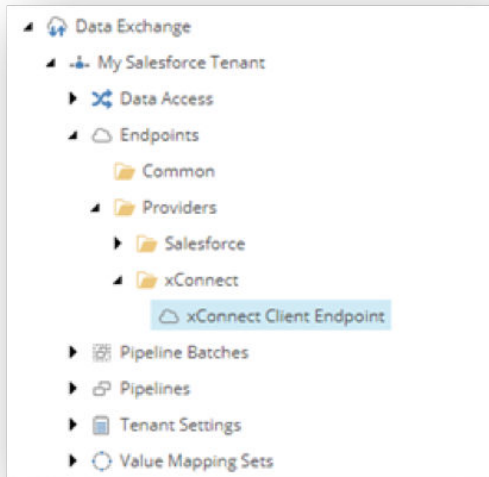 Data Exchange
My Salesforce Tenant
Data Access
Endpoints
Common
Providers
Salesforce
xConnect
xConnect Client Endpoint
Pipeline Batches
Pipelines
Tenant Settings
Value Mapping Sets